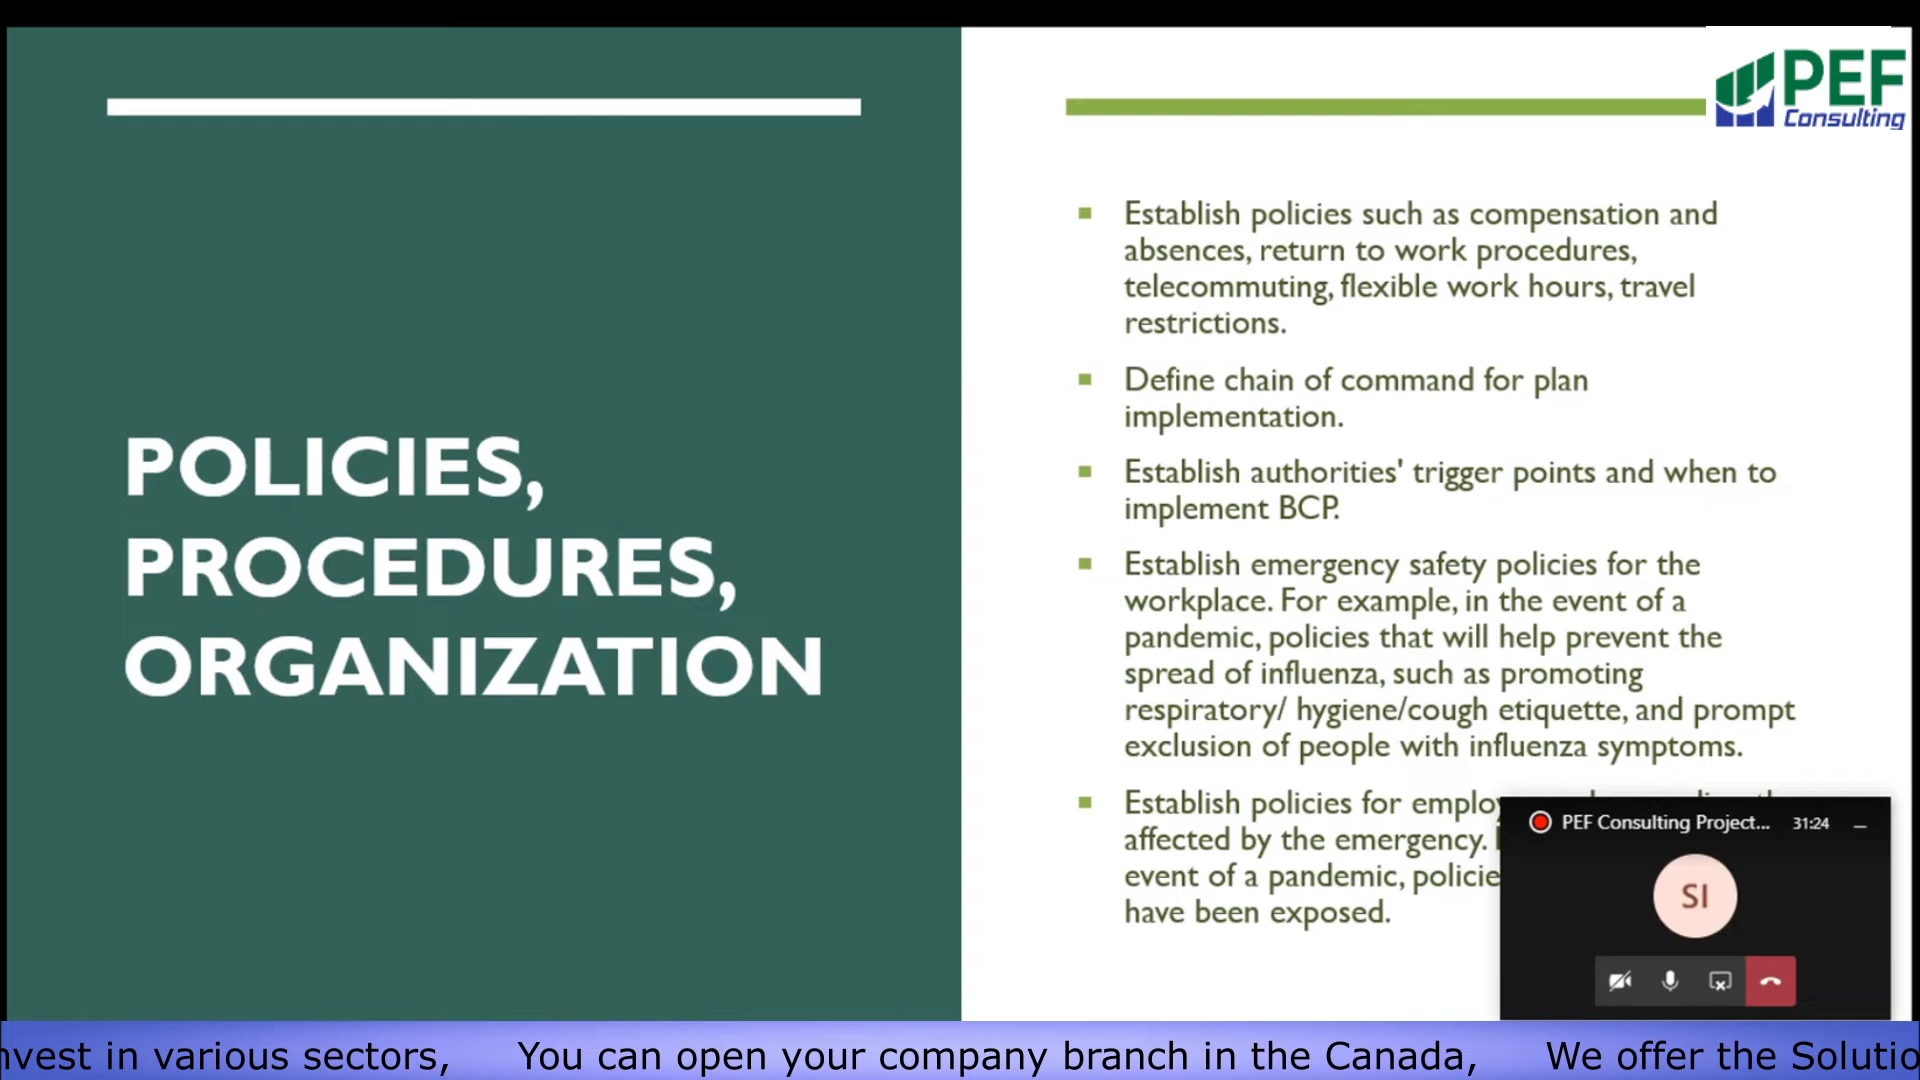 PEF
Consulting
POLICIES,
PROCEDURES,
ORGANIZATION
Establish policies such as compensation and
absences, return to work procedures,
telecommuting, flexible work hours, travel
restrictions.
Define chain of command for plan
implementation.
Establish authorities' trigger points and when to
implement BCP.
Establish emergency safety policies for the
workplace. For example, in the event of a
pandemic, policies that will help prevent the
spread of influenza, such as promoting
respiratory/ hygiene/cough etiquette, and prompt
exclusion of people with influenza symptoms.
Establish policies for
affected by the emergency.
event of a pandemic,
have been exposed.
PEF Consulting Project... 31:24
SI
in various sectors, You can open your company branch in the Canada, We offer the